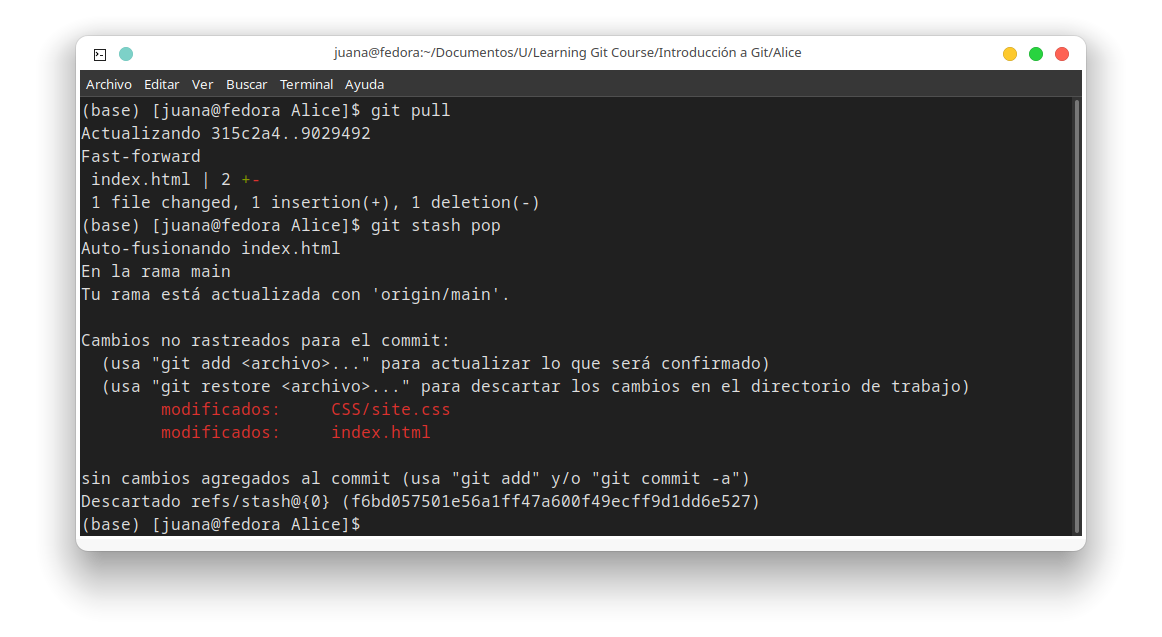 juana@fedora:~/Documentos/U/Learning Git Course/Introducción a Git/Alice
Archivo Editar Ver Buscar Terminal Ayuda
(base) [juana@fedora Alice]$ git pull
Actualizando 315c2a4..9029492
Fast-forward
 index.html | 2 +-
 1 file changed, 1 insertion(+), 1 deletion(-)
(base) [juana@fedora Alice]$ git stash pop
Auto-fusionando index.html
En la rama main
Tu rama está actualizada con 'origin/main'.

Cambios no rastreados para el commit:
  (usa "git add <archivo>..." para actualizar lo que será confirmado)
  (usa "git restore <archivo>..." para descartar los cambios en el directorio de trabajo)
        modificados:     CSS/site.css
        modificados:     index.html

sin cambios agregados al commit (usa "git add" y/o "git commit -a")
Descartado refs/stash@{0} (f6bd057501e56a1ff47a600f49ecff9d1dd6e527)
(base) [juana@fedora Alice]$